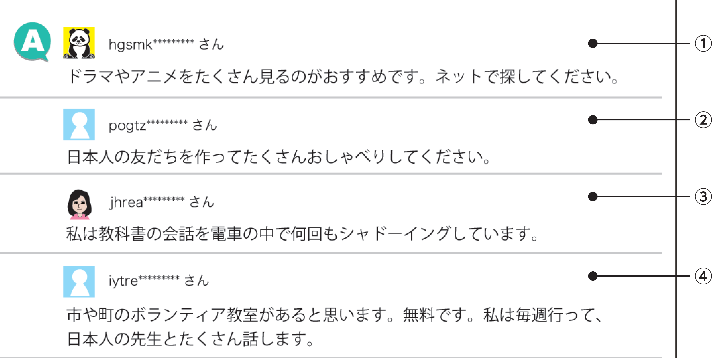 A hgsmk********* さん ①
ドラマやアニメをたくさん見るのがおすすめです。ネットで探してください。
pogtz********* さん ②
日本人の友だちを作ってたくさんおしゃべりしてください。
jhrea********* さん ③
私は教科書の会話を電車の中で何回もシャドーイングしています。
iytre********* さん ④
市や町のボランティア教室があると思います。無料です。私は毎週行って、
日本人の先生とたくさん話します。